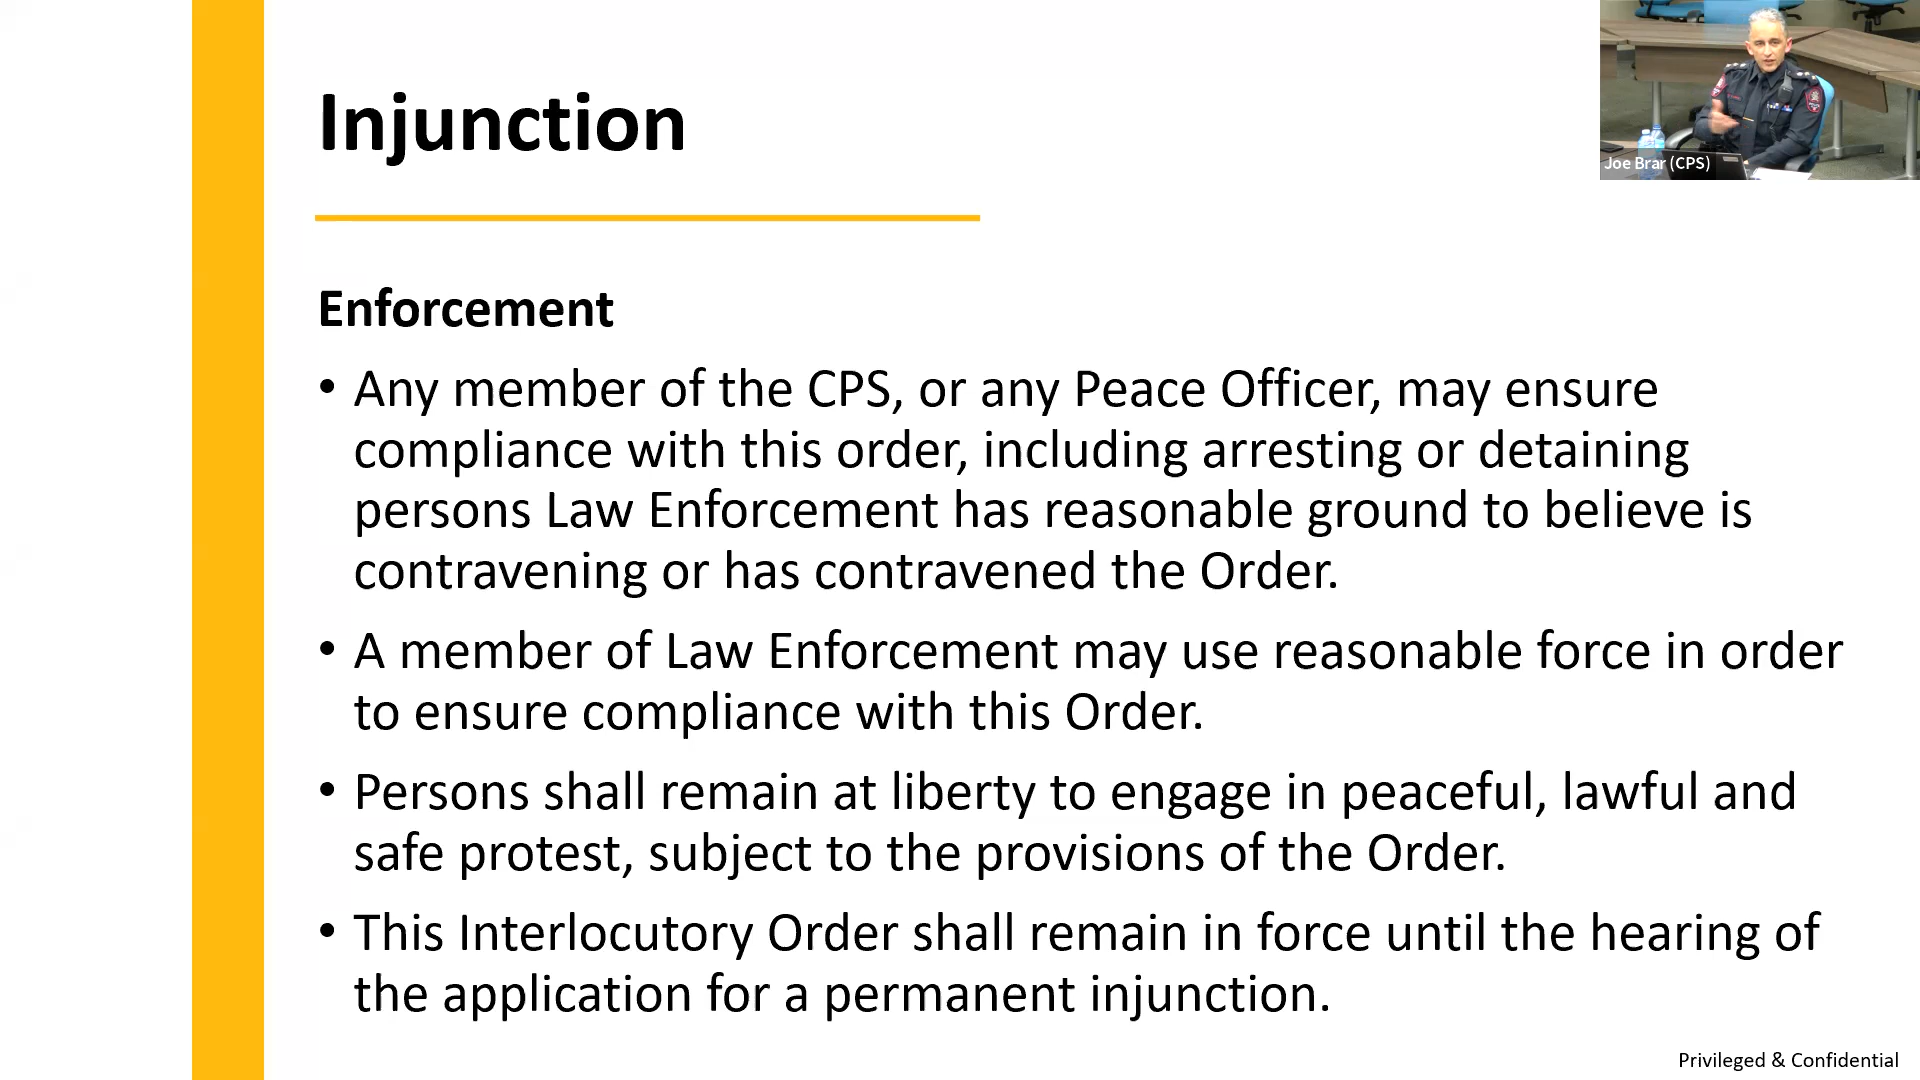 Injunction
Joe Brar (CPS)
Enforcement
• Any member of the CPS, or any Peace Officer, may ensure
compliance with this order, including arresting or detaining
persons Law Enforcement has reasonable ground to believe is
contravening or has contravened the Order.
• A member of Law Enforcement may use reasonable force in order
to ensure compliance with this Order.
• Persons shall remain at liberty to engage in peaceful, lawful and
safe protest, subject to the provisions of the Order.
• This Interlocutory Order shall remain in force until the hearing of
the application for a permanent injunction.
Privileged & Confidential